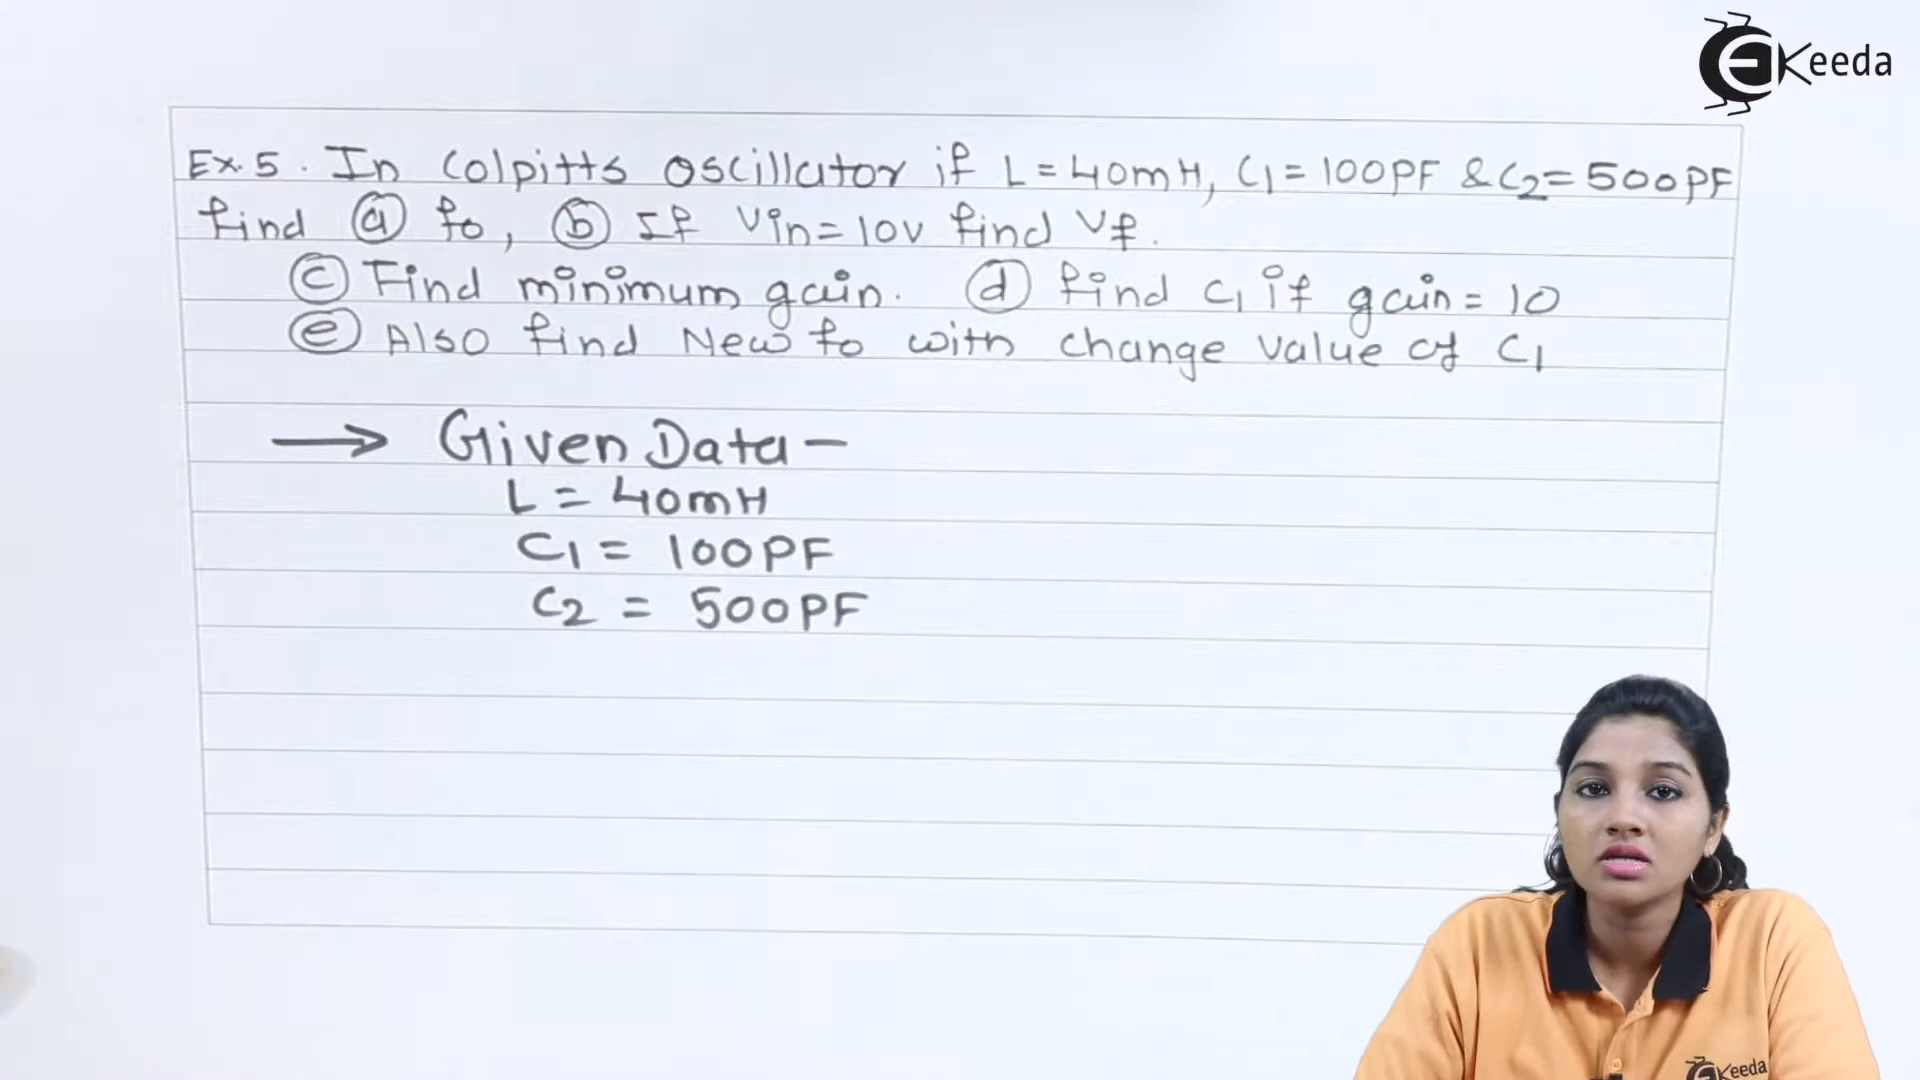 EKeeda
Ex. 5. In Colpitts oscillator if L = 40mH, C1 = 100PF & C2 = 500PF
find (a) fo, (b) If Vin = 10V find Vf.
(c) Find minimum gain. (d) find C1 if gain = 10
(e) Also find New fo with change value of C1
→ Given Data -
L = 40mH
C1 = 100PF
C2 = 500PF
EKeeda